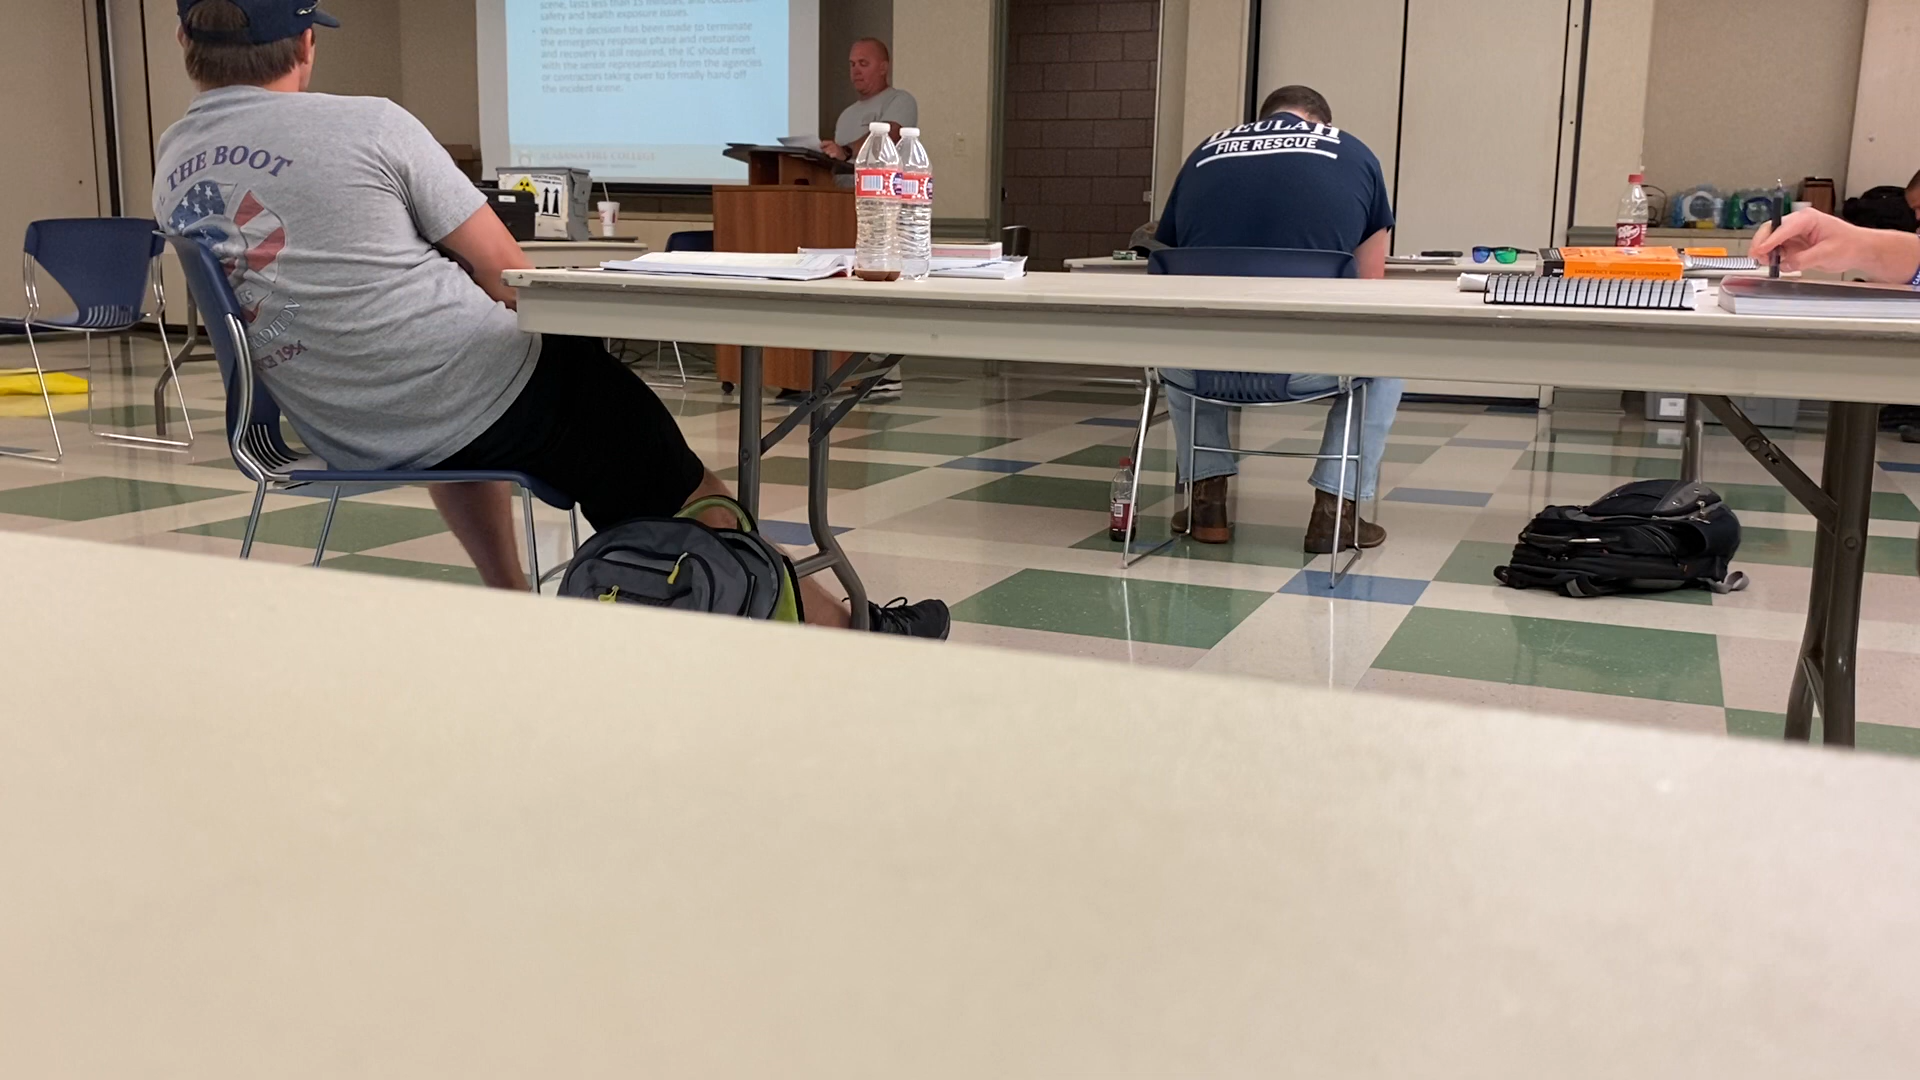 scene, lasts less than 15 minutes, and focuses on
safety and health exposure issues.
• When the decision has been made to terminate
the emergency response phase and restoration
and recovery is still required, the IC should meet
with the senior representatives from the agencies
or contractors taking over to formally hand off
the incident scene.
ALABAMA FIRE COLLEGE
THE BOOT
BEULAH
FIRE RESCUE
EMERGENCY RESPONSE GUIDEBOOK